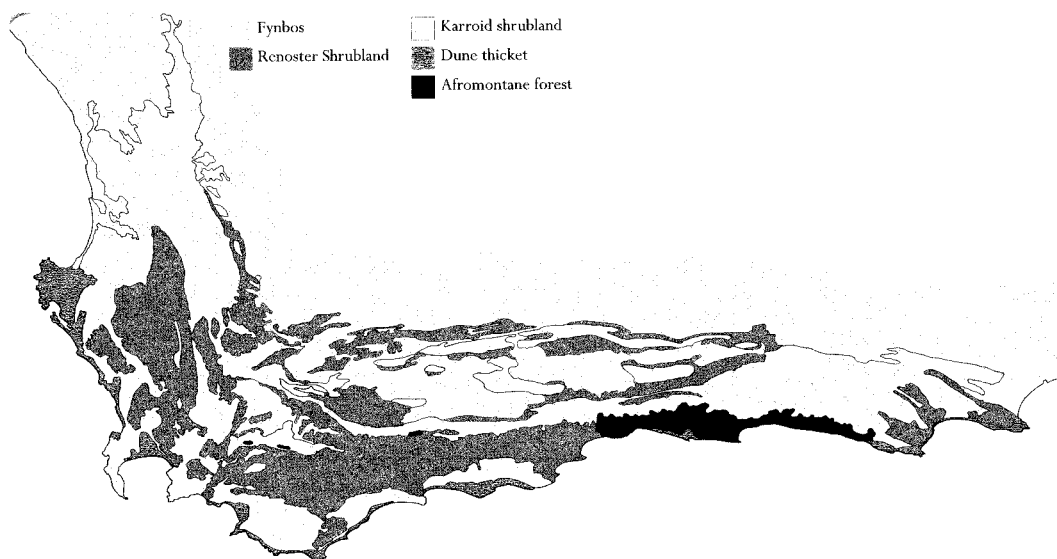 Fynbos
Renoster Shrubland
Karroid shrubland
Dune thicket
Afromontane forest